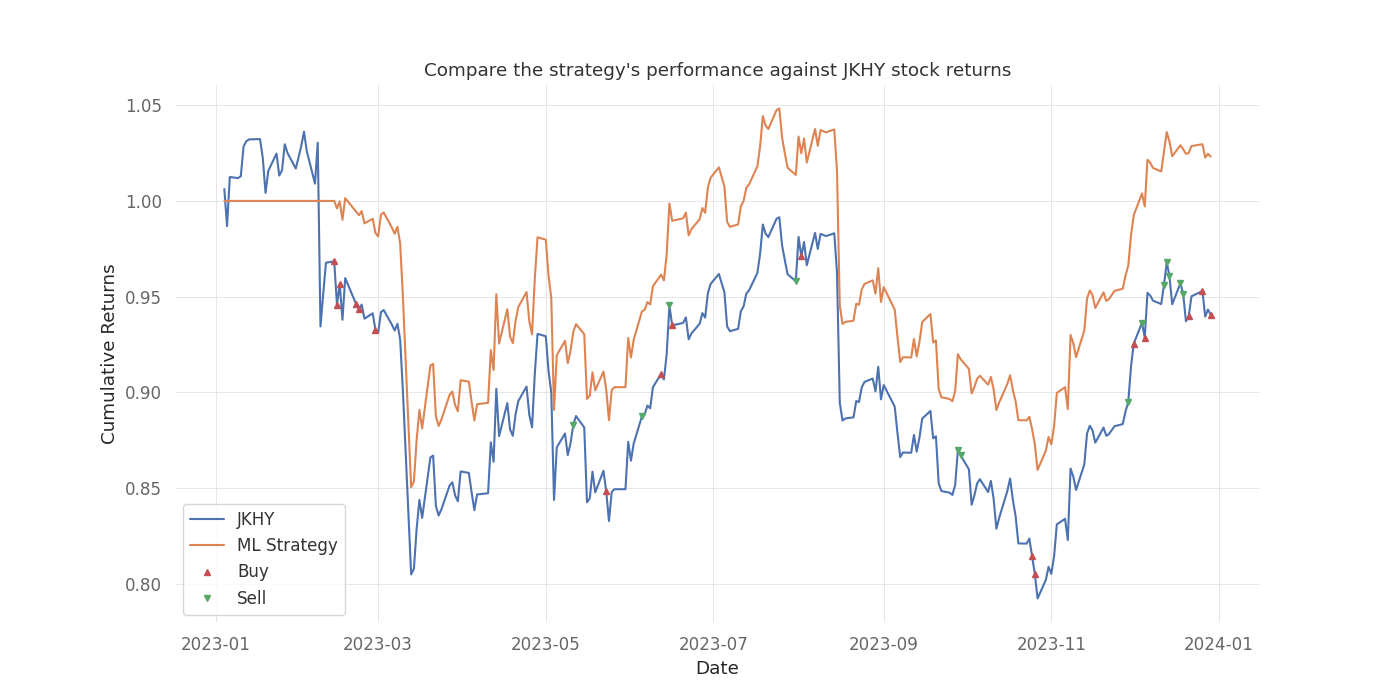 Compare the strategy's performance against JKHY stock returns
Cumulative Returns
1.05
1.00
0.95
0.90
0.85
0.80
JKHY
ML Strategy
Buy
Sell
2023-01
2023-03
2023-05
2023-07
2023-09
2023-11
2024-01
Date